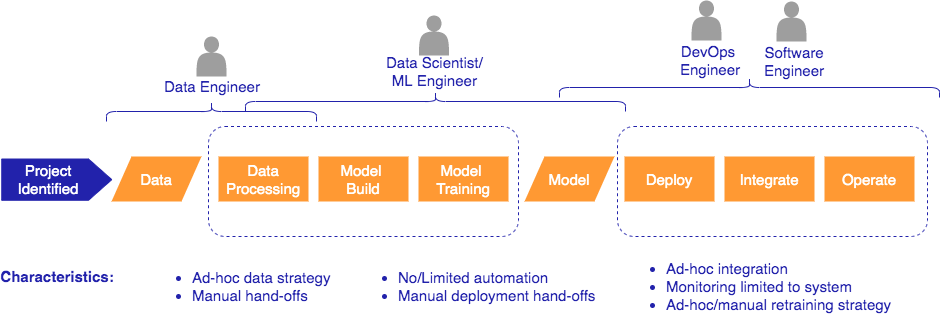 DevOps
Engineer
Software
Engineer
Data Scientist/
ML Engineer
Data Engineer
Project
Identified
Data
Data
Processing
Model
Build
Model
Training
Model
Deploy
Integrate
Operate
Characteristics:
• Ad-hoc data strategy
• Manual hand-offs
• No/Limited automation
• Manual deployment hand-offs
• Ad-hoc integration
• Monitoring limited to system
• Ad-hoc/manual retraining strategy